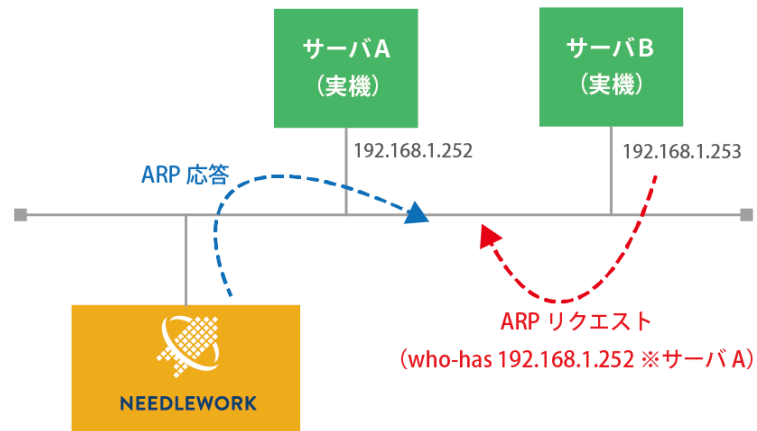 サーバA
（実機）
サーバB
（実機）
192.168.1.252
192.168.1.253
ARP 応答
ARP リクエスト
（who-has 192.168.1.252 ※サーバ A）
NEEDLEWORK